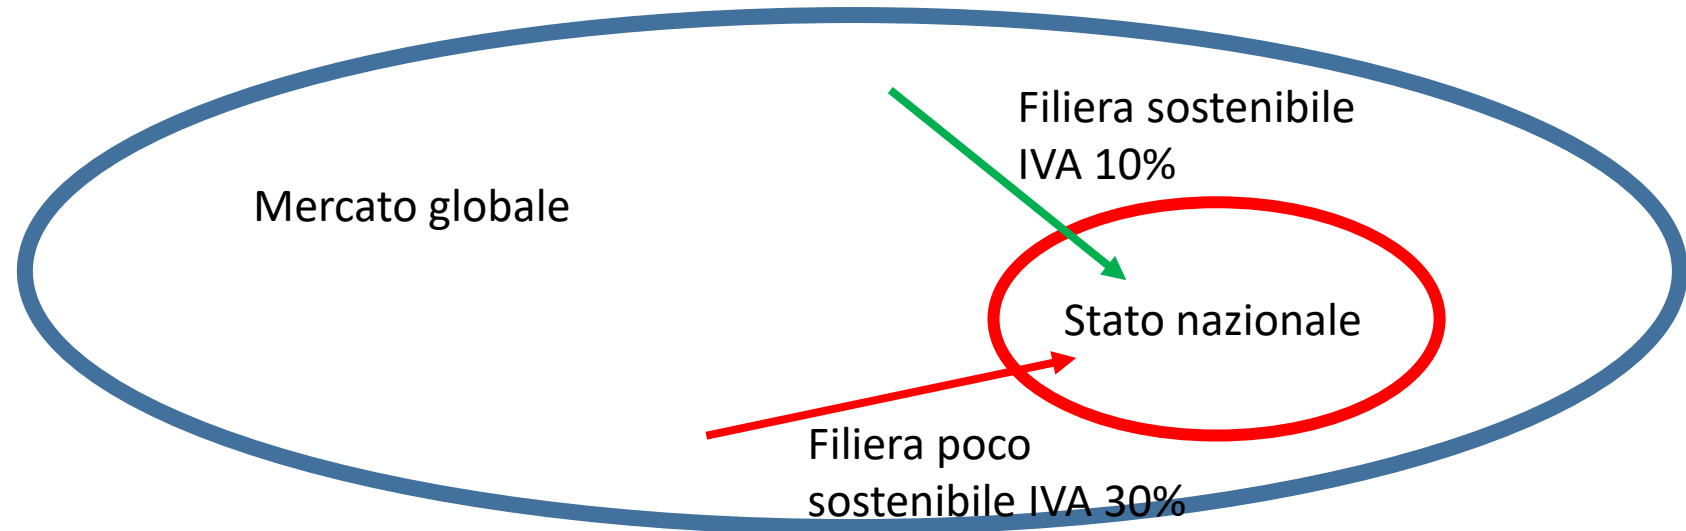 Filiera sostenibile
IVA 10%
Mercato globale
Stato nazionale
Filiera poco
sostenibile IVA 30%